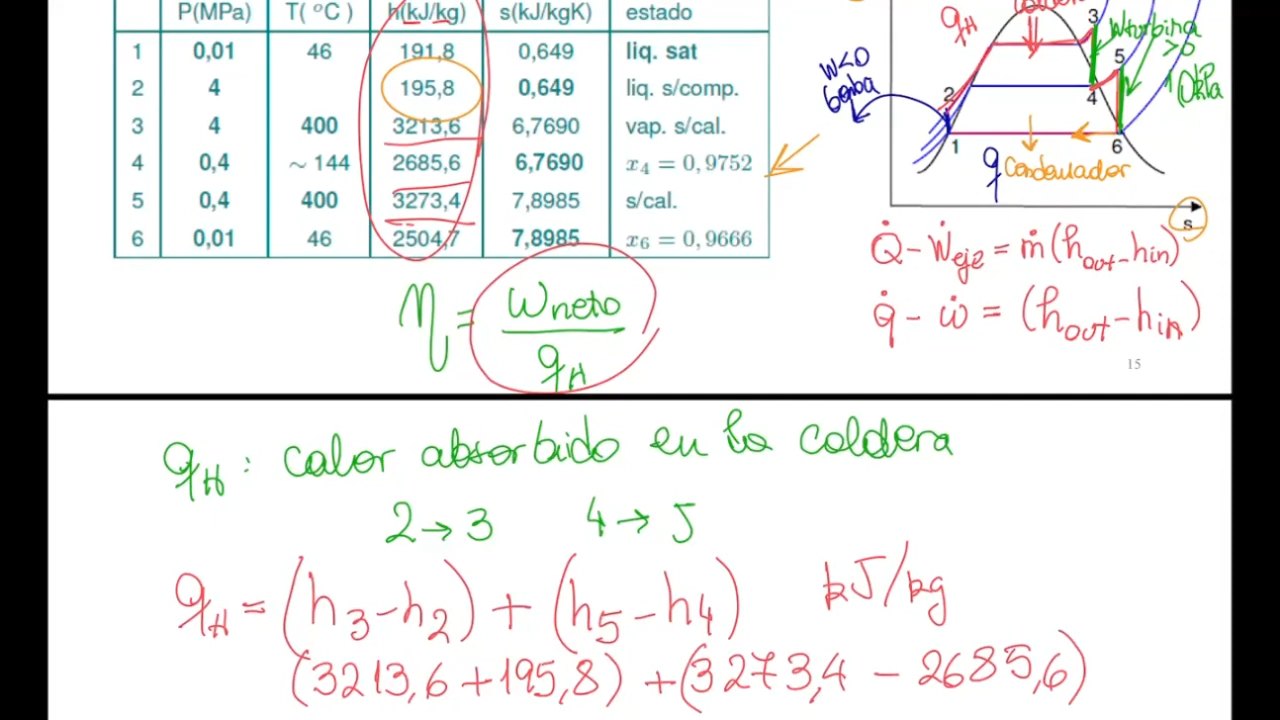 P(MPa) T( °C ) h(kJ/kg) s(kJ/kgK) estado
1 0,01 46 191,8 0,649 liq. sat
2 4 195,8 0,649 liq. s/comp.
3 4 400 3213,6 6,7690 vap. s/cal.
4 0,4 ~ 144 2685,6 6,7690 x₄ = 0,9752
5 0,4 400 3273,4 7,8985 s/cal.
6 0,01 46 2504,7 7,8985 x₆ = 0,9666
qH
3
Wturbina
>0
5
W<0
bomba
2
4
10kPa
1
6
q condensador
s
Q̇ - Ẇeje = ṁ(hout - hin)
q̇ - ẇ = (hout - hin)
η = Wneto / qH
15
qH : calor absorbido en la caldera
2 → 3 4 → 5
qH = (h3 - h2) + (h5 - h4) kJ/kg
(3213,6 + 195,8) + (3273,4 - 2685,6)